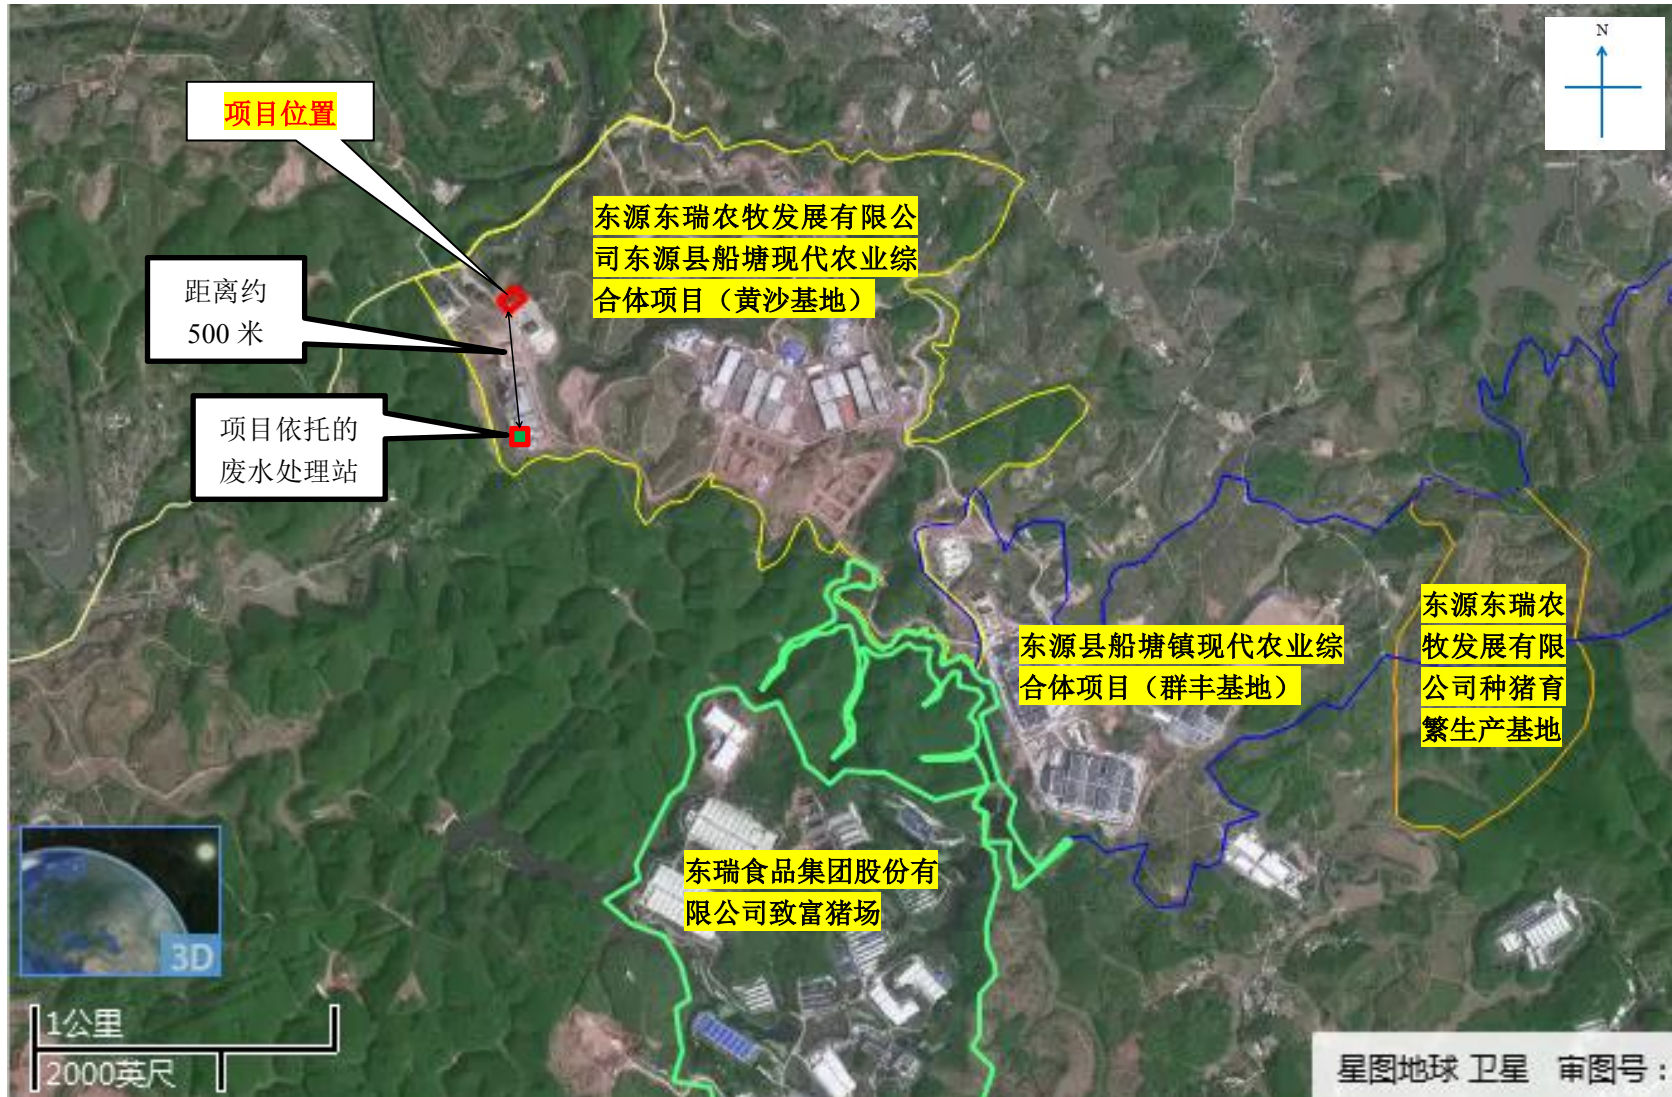 N
项目位置
东源东瑞农牧发展有限公
司东源县船塘现代农业综
合体项目（黄沙基地）
距离约
500 米
项目依托的
废水处理站
东源东瑞农
牧发展有限
公司种猪育
繁生产基地
东源县船塘镇现代农业综
合体项目（群丰基地）
东瑞食品集团股份有
限公司致富猪场
3D
1公里
2000英尺
星图地球 卫星 审图号：